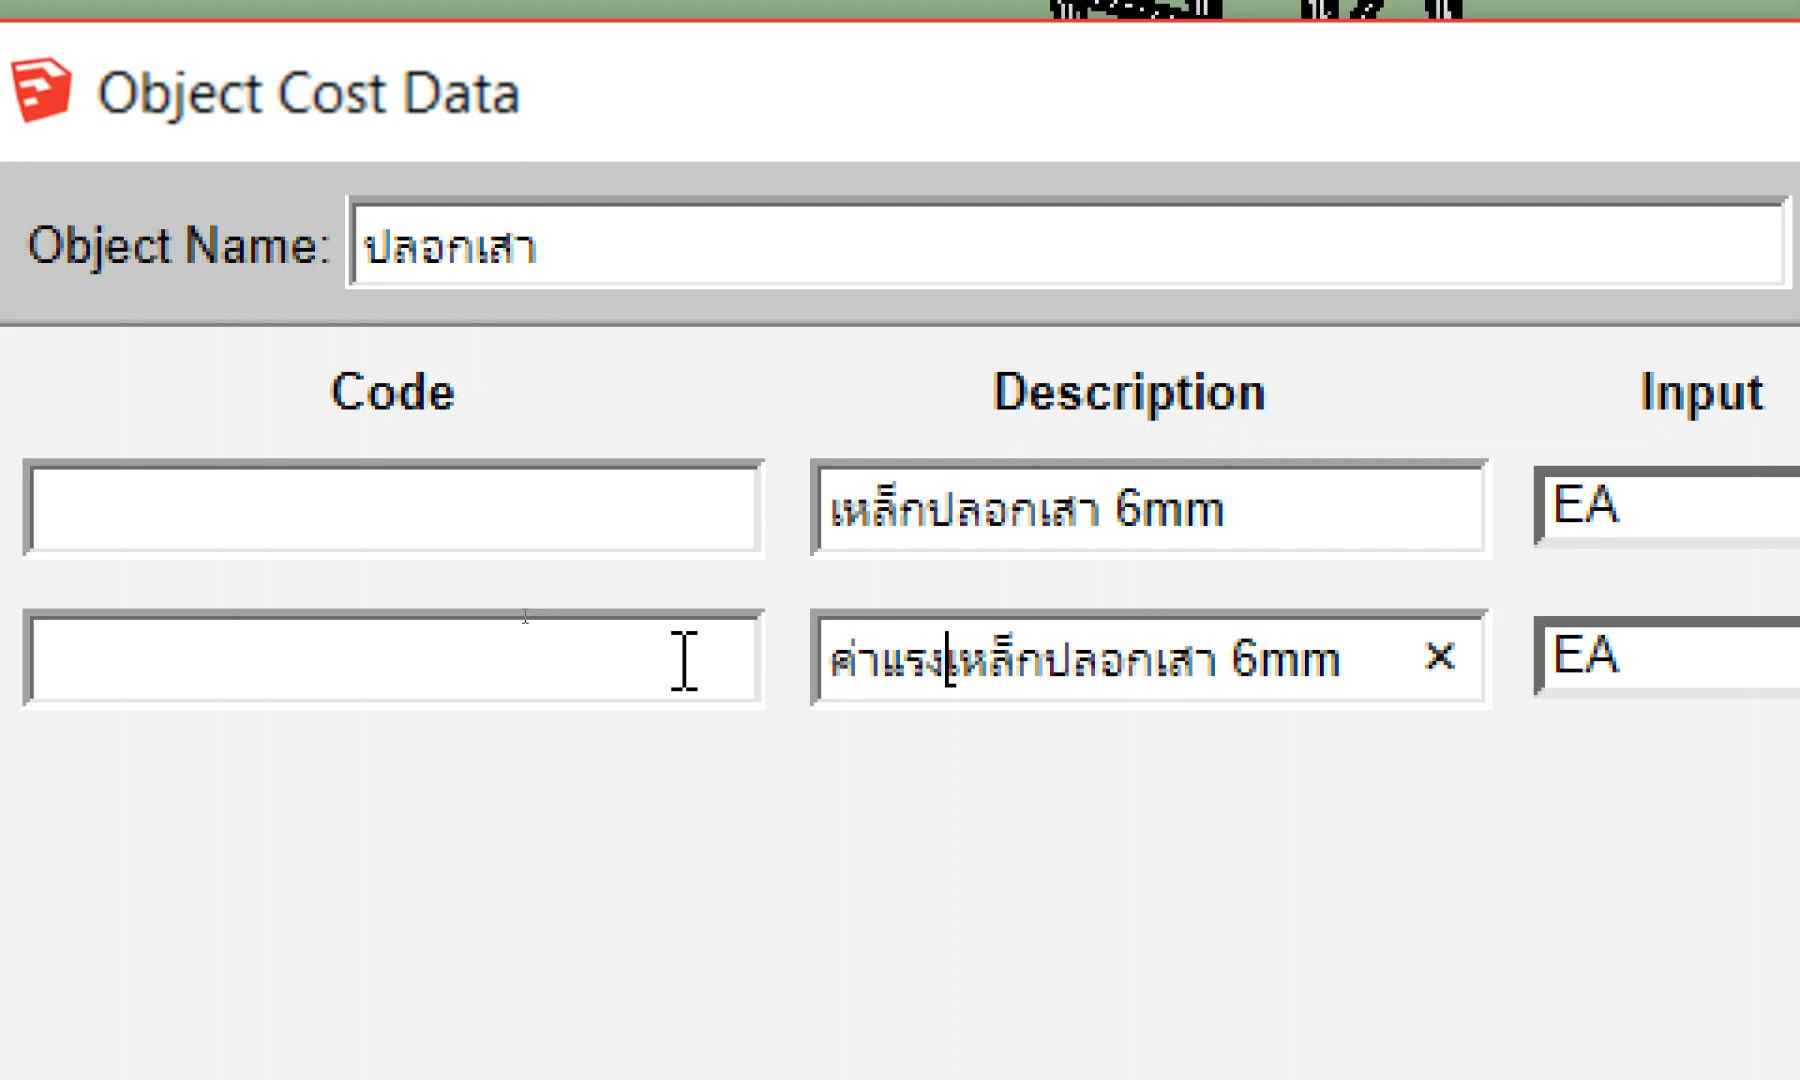 Object Cost Data
Object Name: ปลอกเสา
Code Description Input
เหล็กปลอกเสา 6mm EA
ค่าแรงเหล็กปลอกเสา 6mm × EA